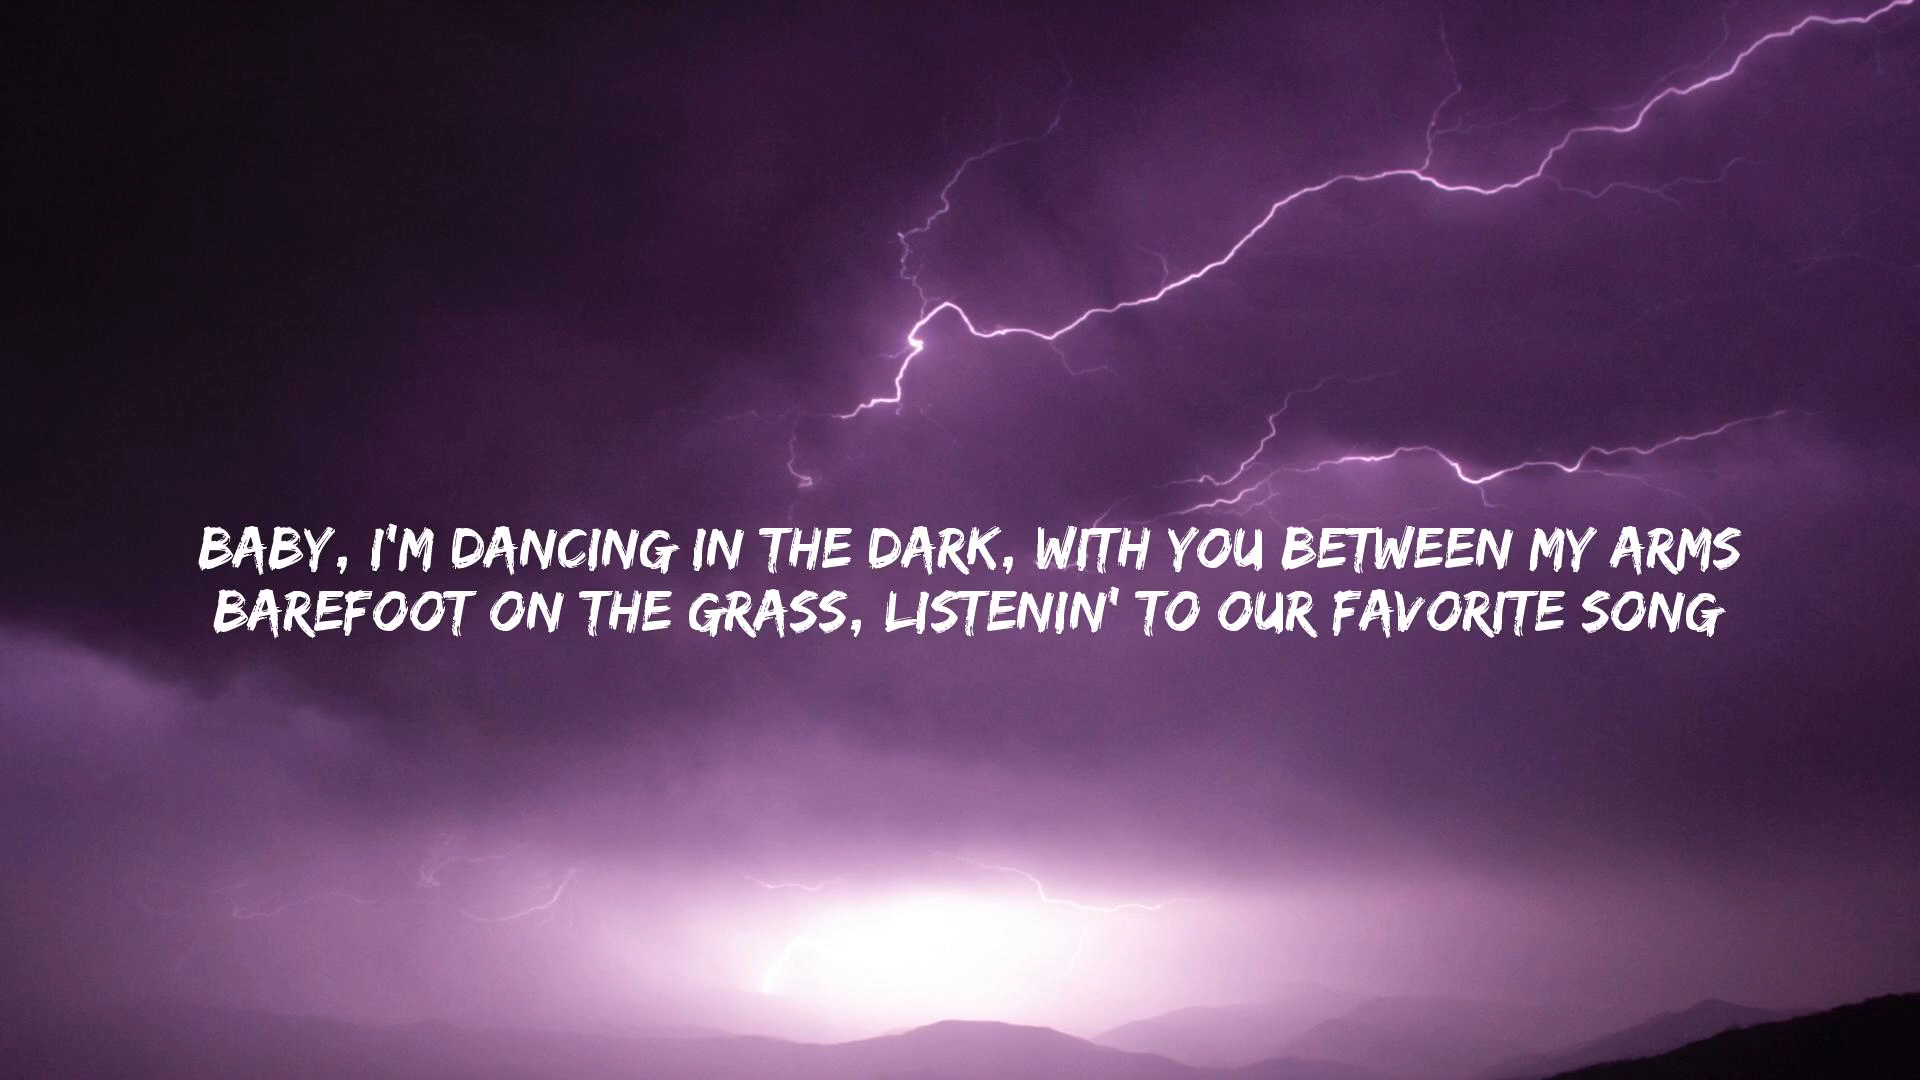 BABY, I'M DANCING IN THE DARK, WITH YOU BETWEEN MY ARMS
BAREFOOT ON THE GRASS, LISTENIN' TO OUR FAVORITE SONG